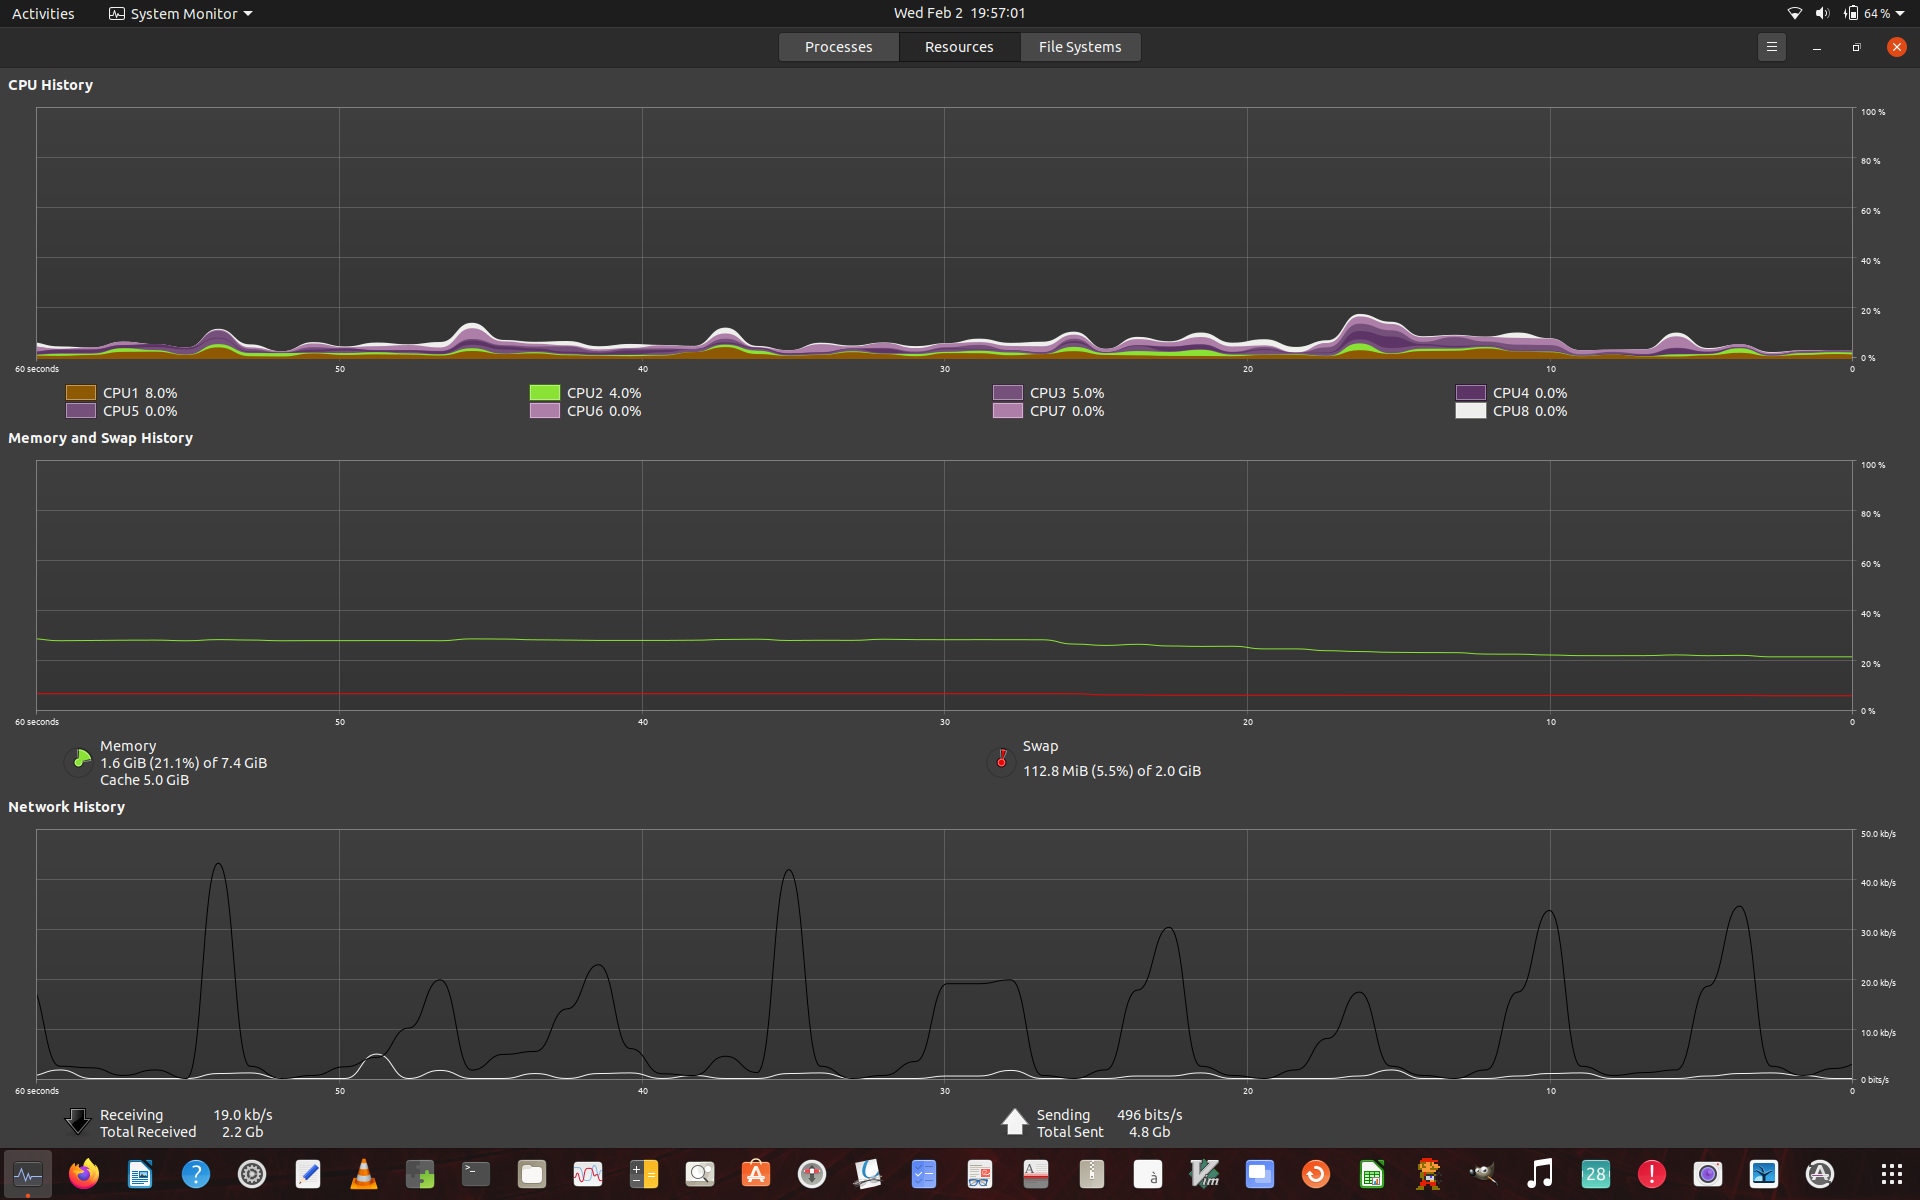 Activities System Monitor Wed Feb 2 19:57:01 64 %
Processes Resources File Systems
CPU History
100 %
80 %
60 %
40 %
20 %
0 %
60 seconds 50 40 30 20 10 0
CPU1 8.0% CPU2 4.0% CPU3 5.0% CPU4 0.0%
CPU5 0.0% CPU6 0.0% CPU7 0.0% CPU8 0.0%
Memory and Swap History
100 %
80 %
60 %
40 %
20 %
0 %
60 seconds 50 40 30 20 10 0
Memory Swap
1.6 GiB (21.1%) of 7.4 GiB 112.8 MiB (5.5%) of 2.0 GiB
Cache 5.0 GiB
Network History
50.0 kb/s
40.0 kb/s
30.0 kb/s
20.0 kb/s
10.0 kb/s
0 bits/s
60 seconds 50 40 30 20 10 0
Receiving 19.0 kb/s Sending 496 bits/s
Total Received 2.2 Gb Total Sent 4.8 Gb
>_ ? A A à Vim 28 !